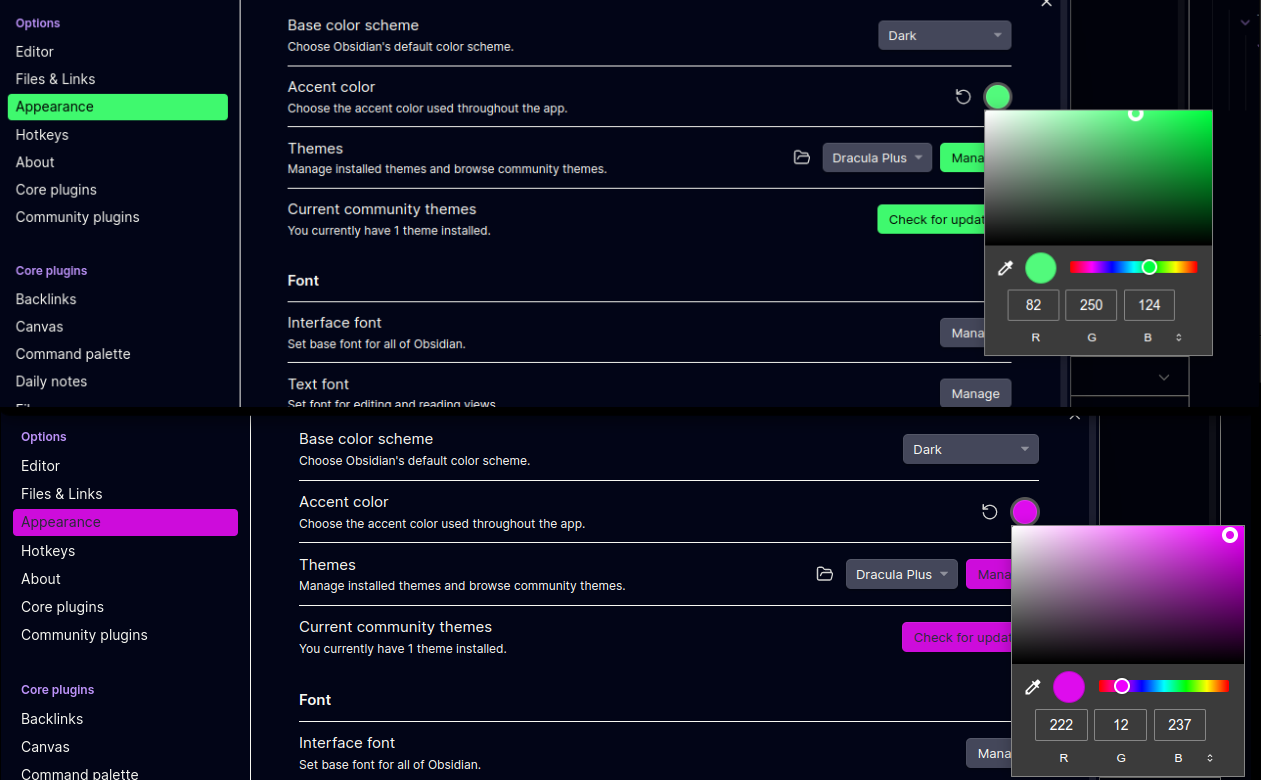 Options
Editor
Files & Links
Appearance
Hotkeys
About
Core plugins
Community plugins
Core plugins
Backlinks
Canvas
Command palette
Daily notes
Base color scheme
Choose Obsidian's default color scheme.
Dark
Accent color
Choose the accent color used throughout the app.
Themes
Manage installed themes and browse community themes.
Dracula Plus
Mana
Current community themes
You currently have 1 theme installed.
Check for updat
Font
Interface font
Set base font for all of Obsidian.
Mana
Text font
Set font for editing and reading views.
Manage
82 250 124
R G B
Options
Editor
Files & Links
Appearance
Hotkeys
About
Core plugins
Community plugins
Core plugins
Backlinks
Canvas
Command palette
Base color scheme
Choose Obsidian's default color scheme.
Dark
Accent color
Choose the accent color used throughout the app.
Themes
Manage installed themes and browse community themes.
Dracula Plus
Mana
Current community themes
You currently have 1 theme installed.
Check for updat
Font
Interface font
Set base font for all of Obsidian.
Mana
222 12 237
R G B